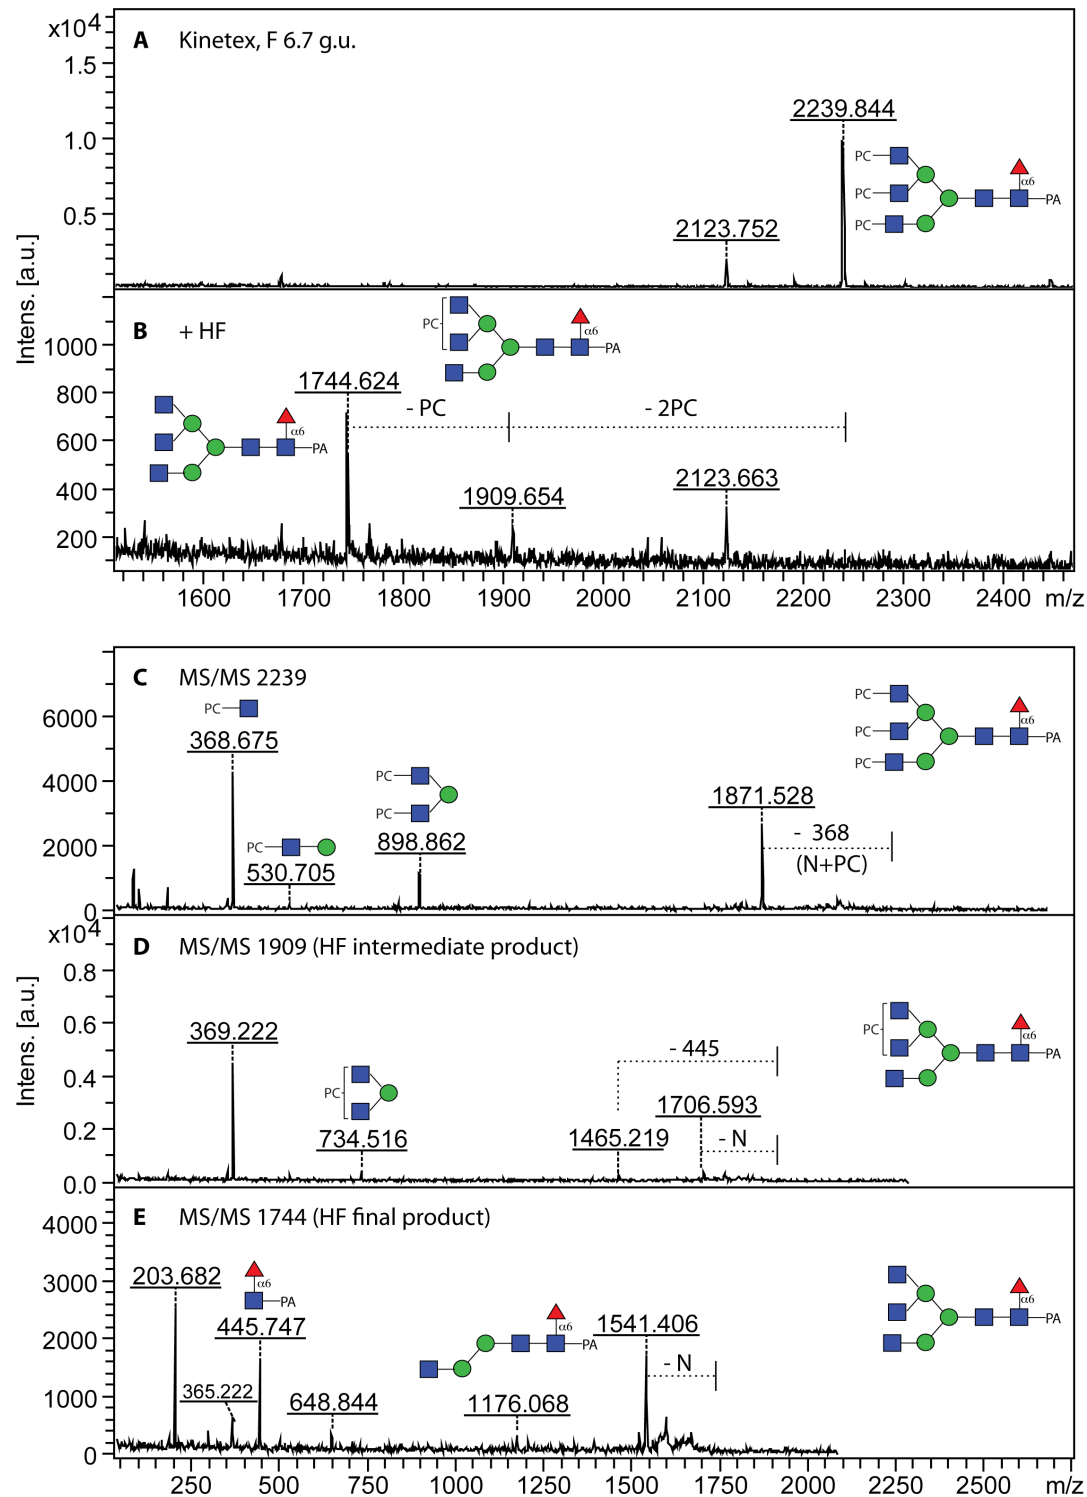 x10⁴
A Kinetex, F 6.7 g.u.
1.5
1.0
0.5
2239.844
2123.752
PC
PC
PC
α6
PA
Intens. [a.u.]
B + HF
1000
800
600
400
200
PC
α6
PA
1744.624
- PC
- 2PC
α6
PA
1909.654
2123.663
1600 1700 1800 1900 2000 2100 2200 2300 2400 m/z
C MS/MS 2239
6000
4000
2000
0
PC
368.675
PC
530.705
PC
PC
898.862
1871.528
- 368
(N+PC)
PC
PC
PC
α6
PA
x10⁴
D MS/MS 1909 (HF intermediate product)
0.8
0.6
0.4
0.2
0.0
Intens. [a.u.]
369.222
PC
734.516
- 445
1465.219
1706.593
- N
PC
α6
PA
E MS/MS 1744 (HF final product)
4000
3000
2000
1000
0
203.682
365.222
α6
PA
445.747
648.844
α6
PA
1176.068
1541.406
- N
α6
PA
250 500 750 1000 1250 1500 1750 2000 2250 2500 m/z